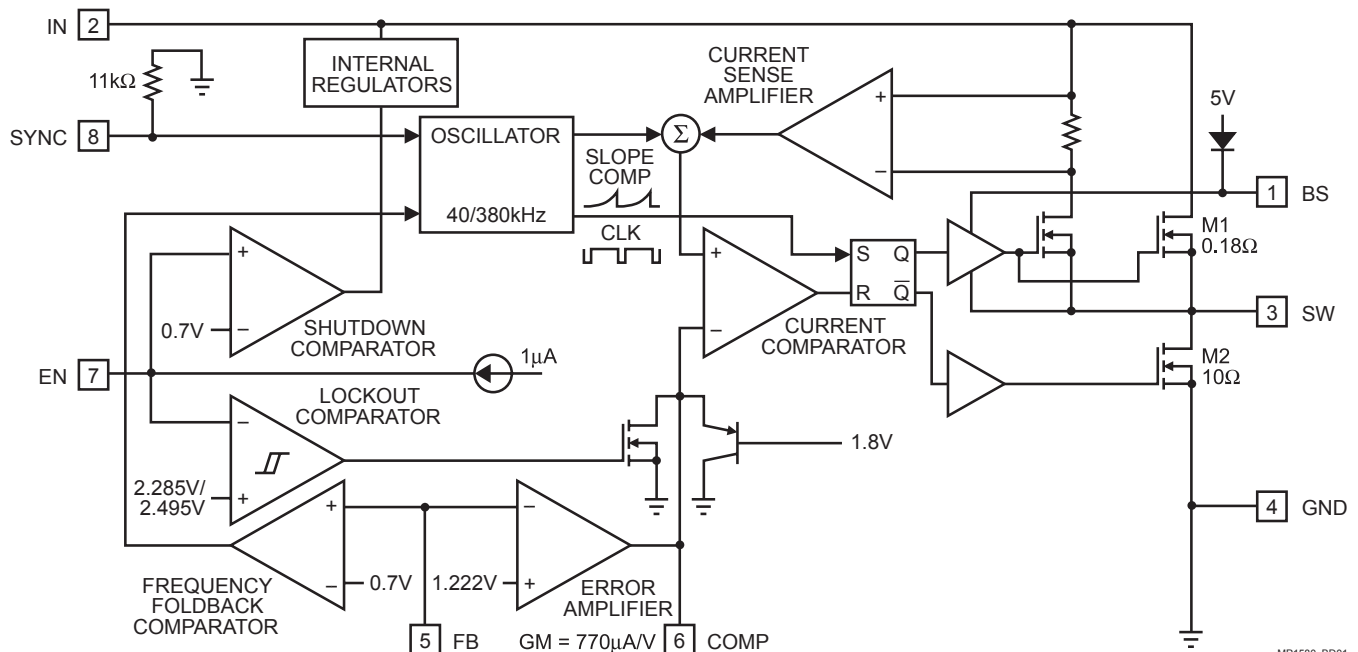 IN 2
INTERNAL
REGULATORS
11kΩ
SYNC 8
OSCILLATOR
40/380kHz
Σ
SLOPE
COMP
CLK
CURRENT
SENSE
AMPLIFIER
+
–
5V
1 BS
M1
0.18Ω
S Q
R Q̅
3 SW
M2
10Ω
+
–
CURRENT
COMPARATOR
+
0.7V –
SHUTDOWN
COMPARATOR
EN 7
1μA
LOCKOUT
COMPARATOR
–
2.285V/
2.495V
+
1.8V
4 GND
+
– 0.7V
FREQUENCY
FOLDBACK
COMPARATOR
–
1.222V +
ERROR
AMPLIFIER
5 FB
GM = 770μA/V 6 COMP